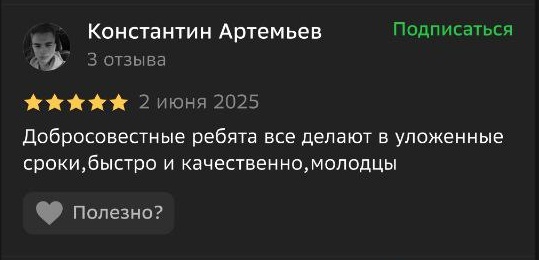 Константин Артемьев
Подписаться
3 отзыва
2 июня 2025
Добросовестные ребята все делают в уложенные
сроки,быстро и качественно,молодцы
Полезно?